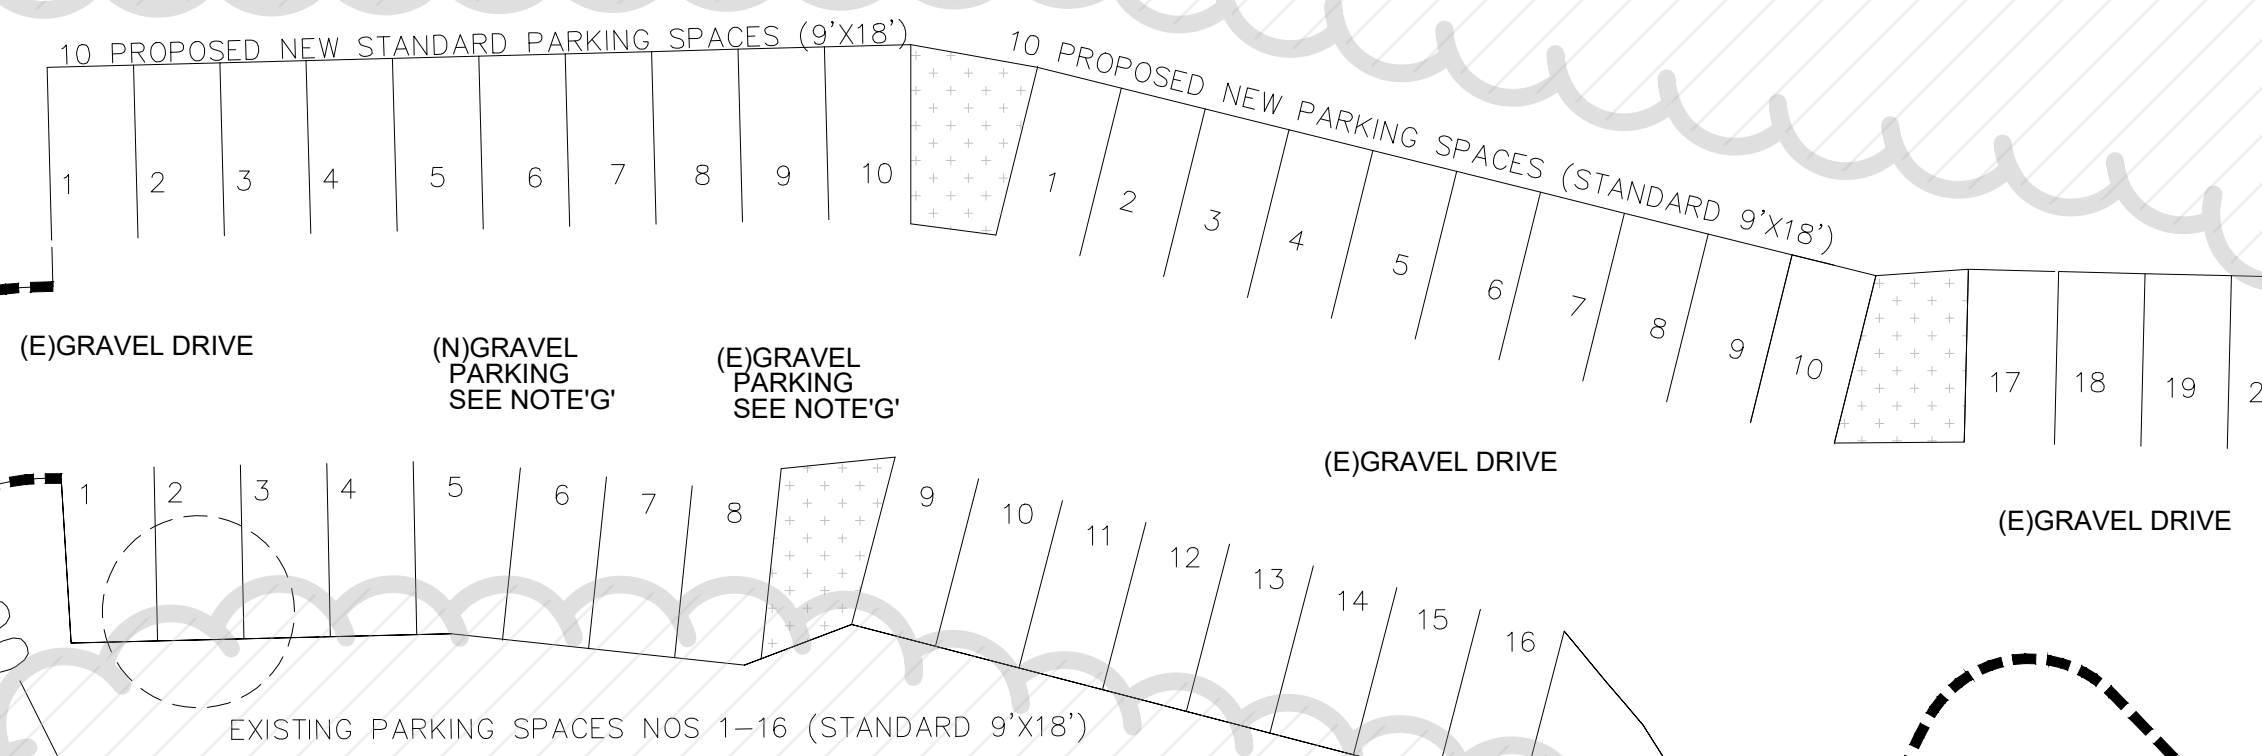 10 PROPOSED NEW STANDARD PARKING SPACES (9'X18')
10 PROPOSED NEW PARKING SPACES (STANDARD 9'X18')
1 2 3 4 5 6 7 8 9 10
1 2 3 4 5 6 7 8 9 10
17 18 19 2
(E)GRAVEL DRIVE
(N)GRAVEL
PARKING
SEE NOTE'G'
(E)GRAVEL
PARKING
SEE NOTE'G'
(E)GRAVEL DRIVE
(E)GRAVEL DRIVE
1 2 3 4 5 6 7 8
9 10 11 12 13 14 15 16
EXISTING PARKING SPACES NOS 1-16 (STANDARD 9'X18')